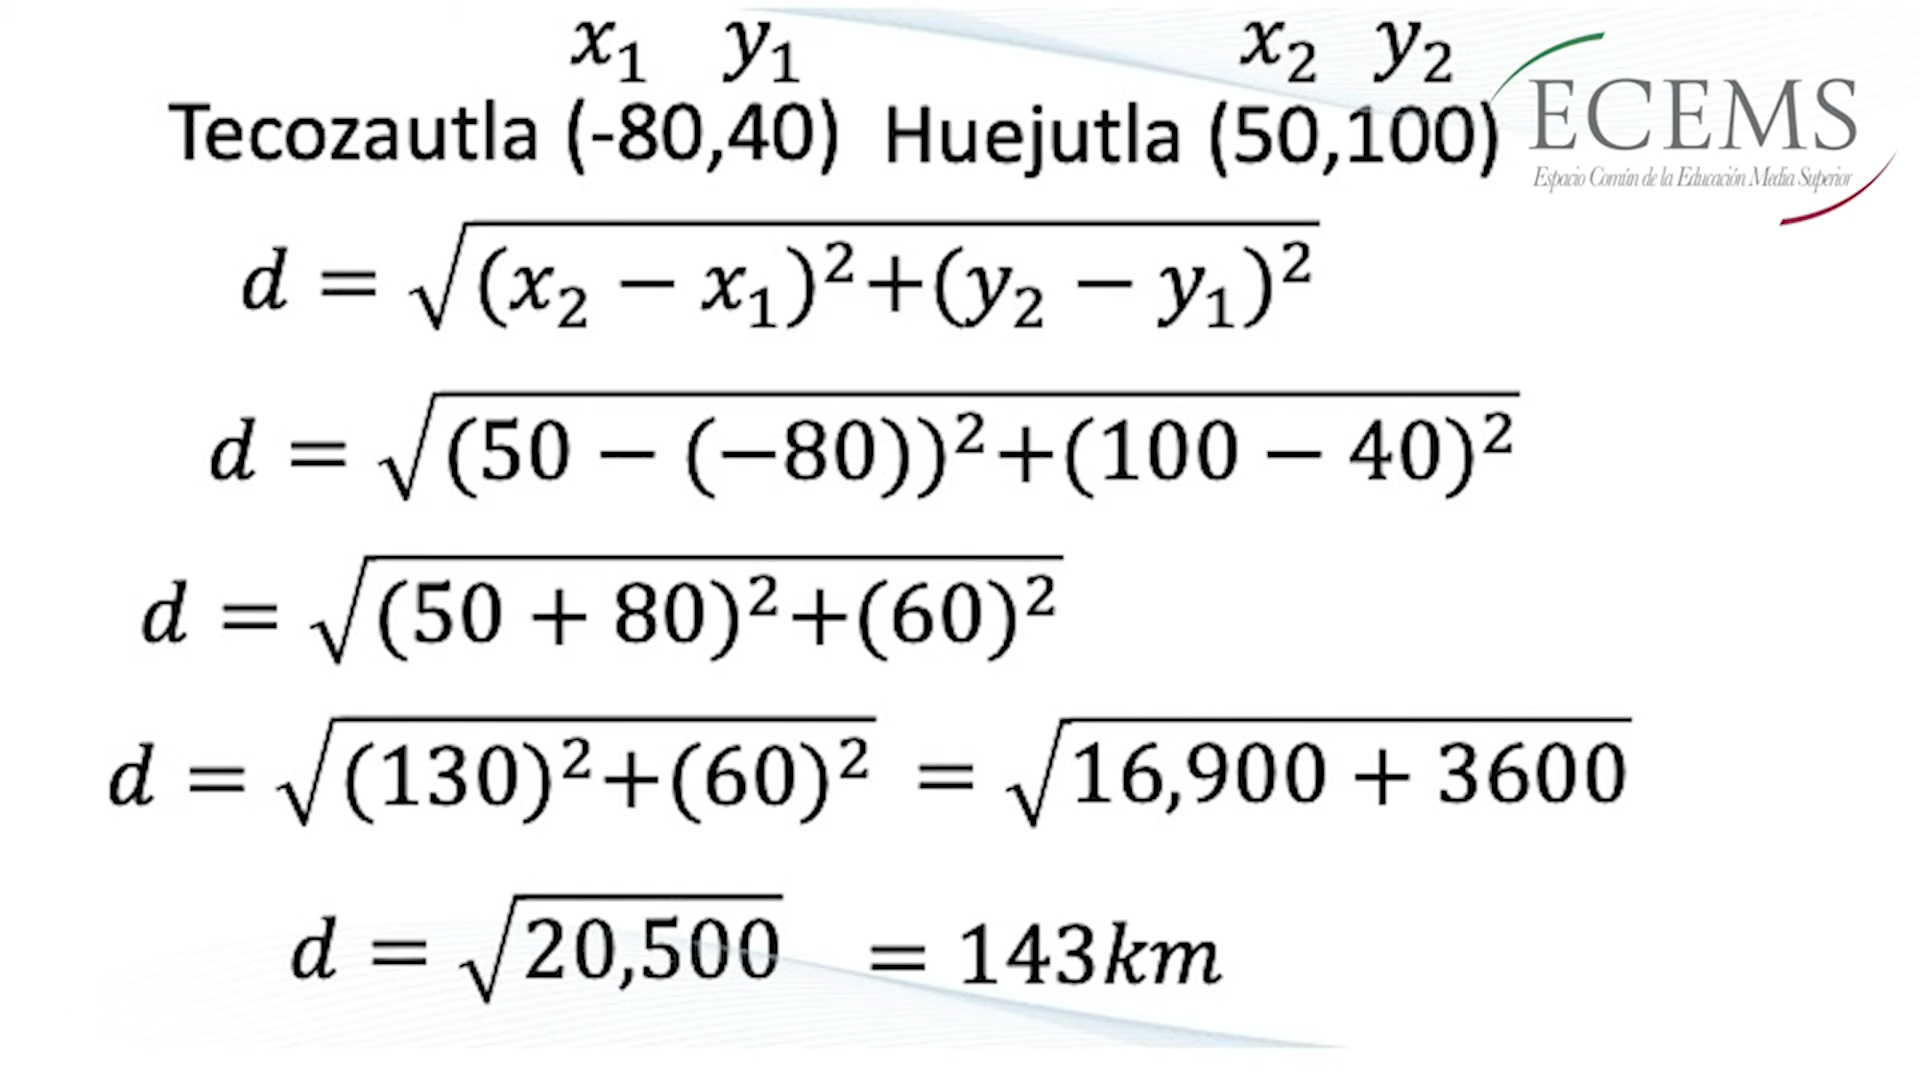 x₁ y₁ x₂ y₂
Tecozautla (-80,40) Huejutla (50,100)
ECEMS
Espacio Común de la Educación Media Superior
d = √(x₂ − x₁)²+(y₂ − y₁)²
d = √(50 − (−80))²+(100 − 40)²
d = √(50 + 80)²+(60)²
d = √(130)²+(60)² = √16,900 + 3600
d = √20,500 = 143km